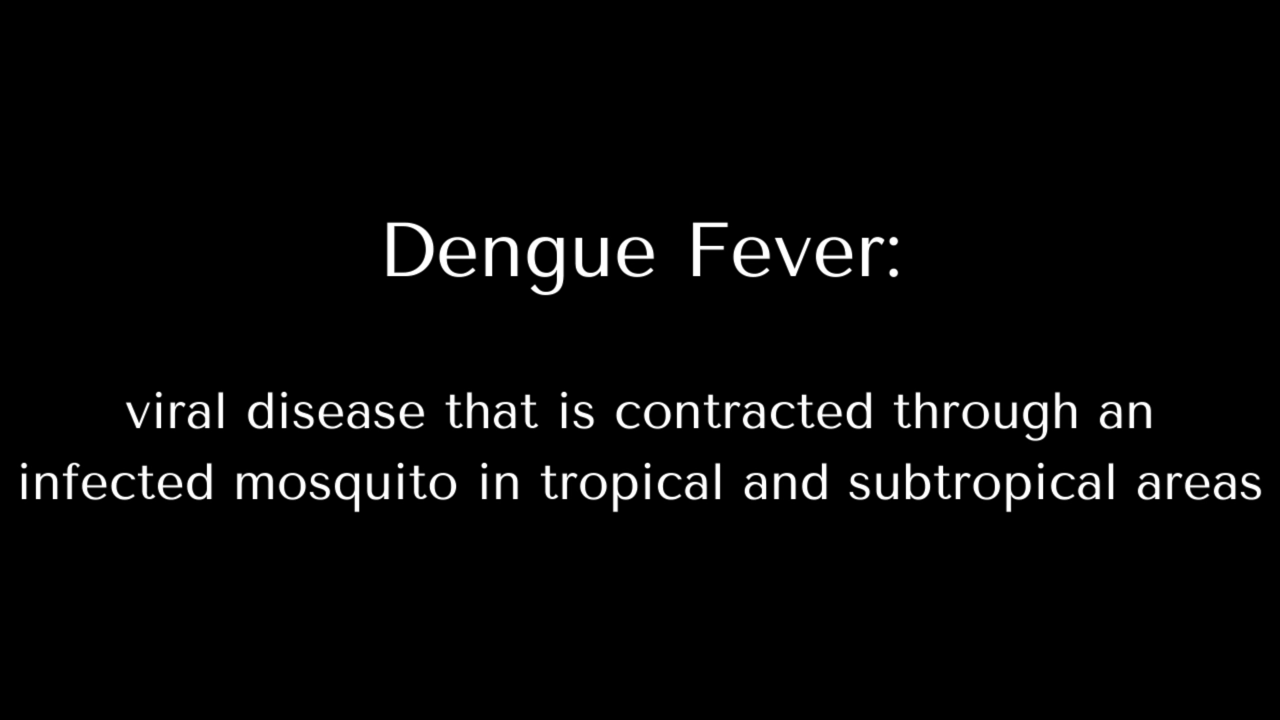 Dengue Fever:
viral disease that is contracted through an
infected mosquito in tropical and subtropical areas